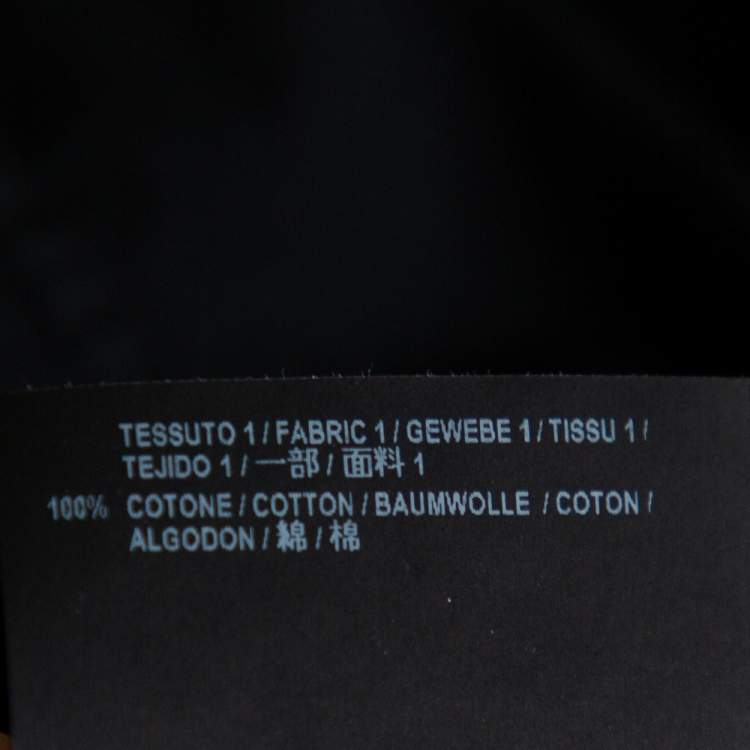 TESSUTO 1 / FABRIC 1 / GEWEBE 1 / TISSU 1 /
TEJIDO 1 / 一部 / 面料 1
100% COTONE / COTTON / BAUMWOLLE / COTON /
ALGODON / 綿 / 棉